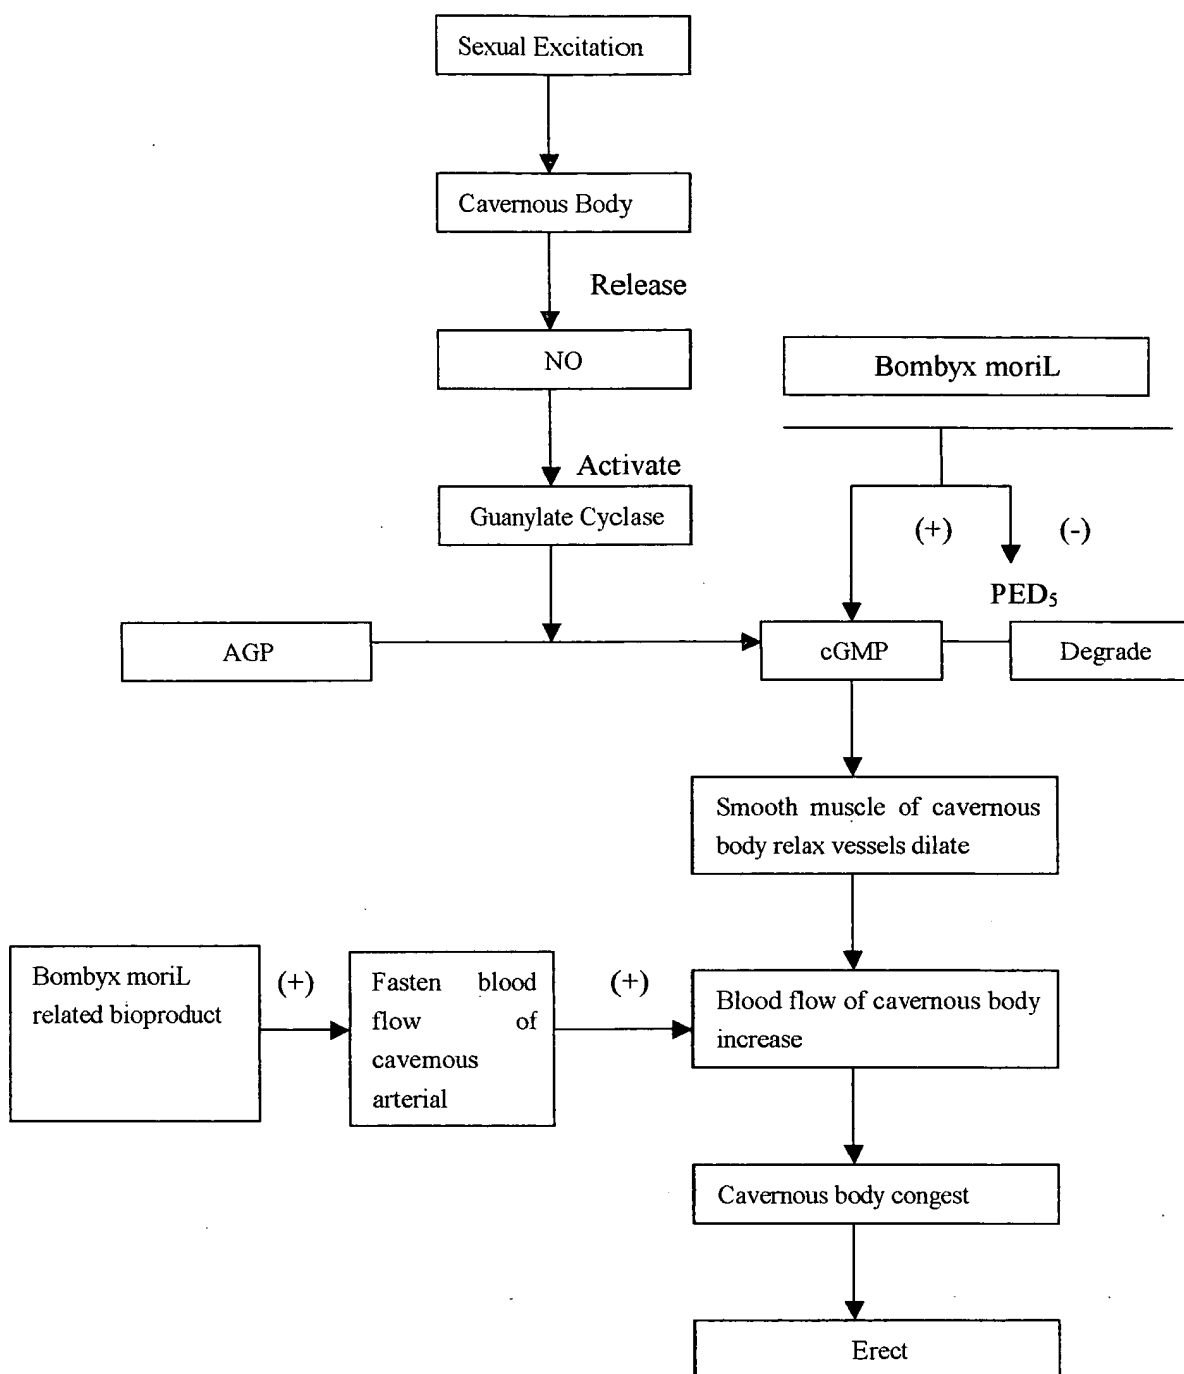 Sexual Excitation
Cavernous Body
Release
NO
Bombyx moriL
Activate
Guanylate Cyclase
(+)
(-)
PED₅
AGP
cGMP
Degrade
Smooth muscle of cavernous
body relax vessels dilate
Bombyx moriL
related bioproduct
(+)
Fasten blood
flow of
cavemous
arterial
(+)
Blood flow of cavernous body
increase
Cavernous body congest
Erect